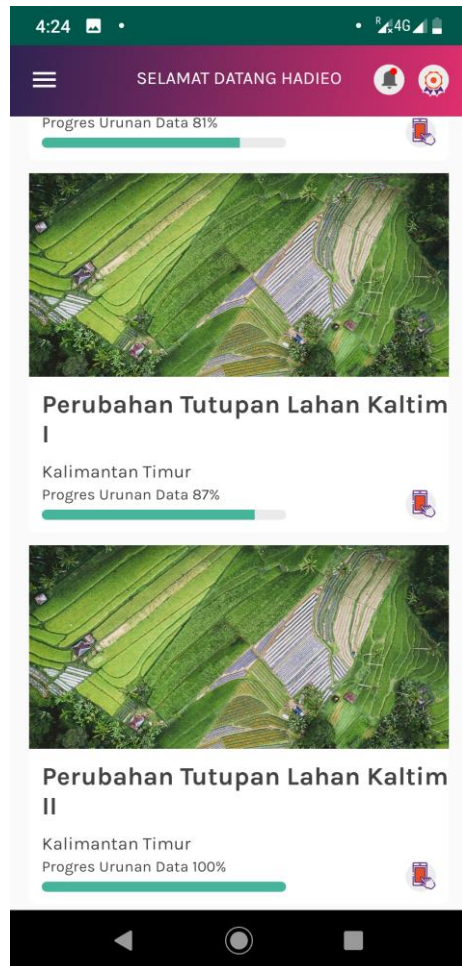 4:24
R
4G
SELAMAT DATANG HADIEO
Progres Urunan Data 81%
Perubahan Tutupan Lahan Kaltim
I
Kalimantan Timur
Progres Urunan Data 87%
Perubahan Tutupan Lahan Kaltim
II
Kalimantan Timur
Progres Urunan Data 100%